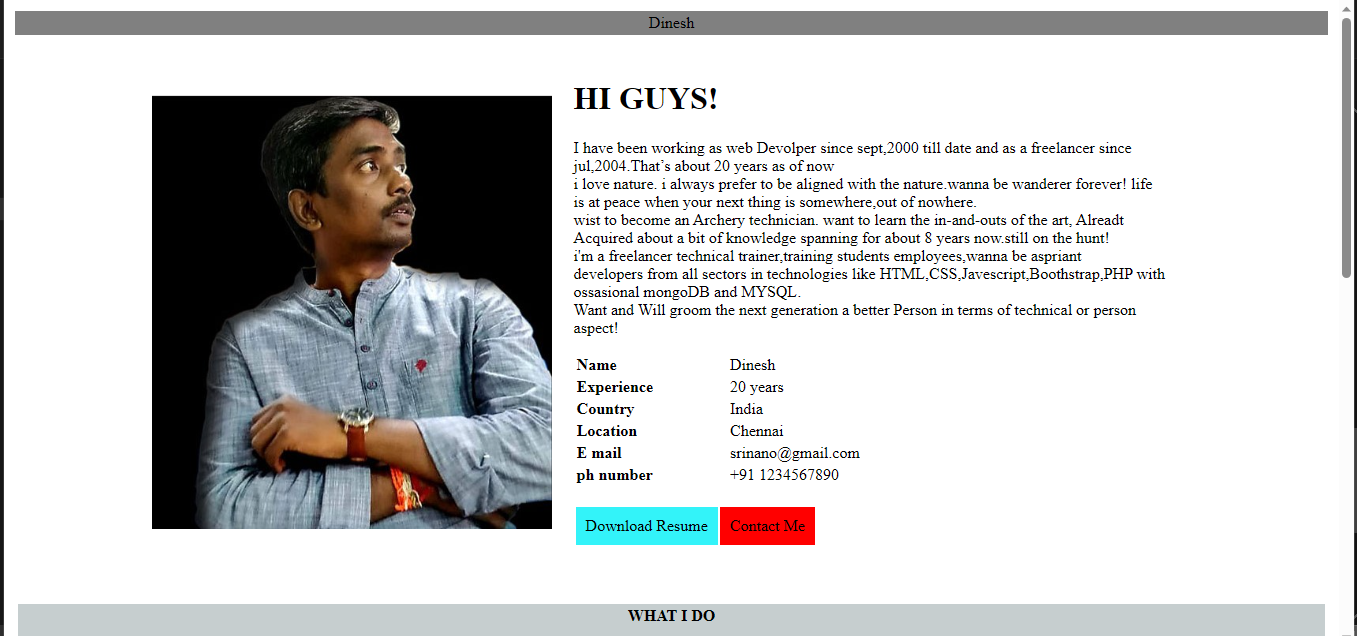 Dinesh
HI GUYS!
I have been working as web Devolper since sept,2000 till date and as a freelancer since
jul,2004.That’s about 20 years as of now
i love nature. i always prefer to be aligned with the nature.wanna be wanderer forever! life
is at peace when your next thing is somewhere,out of nowhere.
wist to become an Archery technician. want to learn the in-and-outs of the art, Alreadt
Acquired about a bit of knowledge spanning for about 8 years now.still on the hunt!
i'm a freelancer technical trainer,training students employees,wanna be aspriant
developers from all sectors in technologies like HTML,CSS,Javescript,Boothstrap,PHP with
ossasional mongoDB and MYSQL.
Want and Will groom the next generation a better Person in terms of technical or person
aspect!
Name Dinesh
Experience 20 years
Country India
Location Chennai
E mail srinano@gmail.com
ph number +91 1234567890
Download Resume Contact Me
WHAT I DO